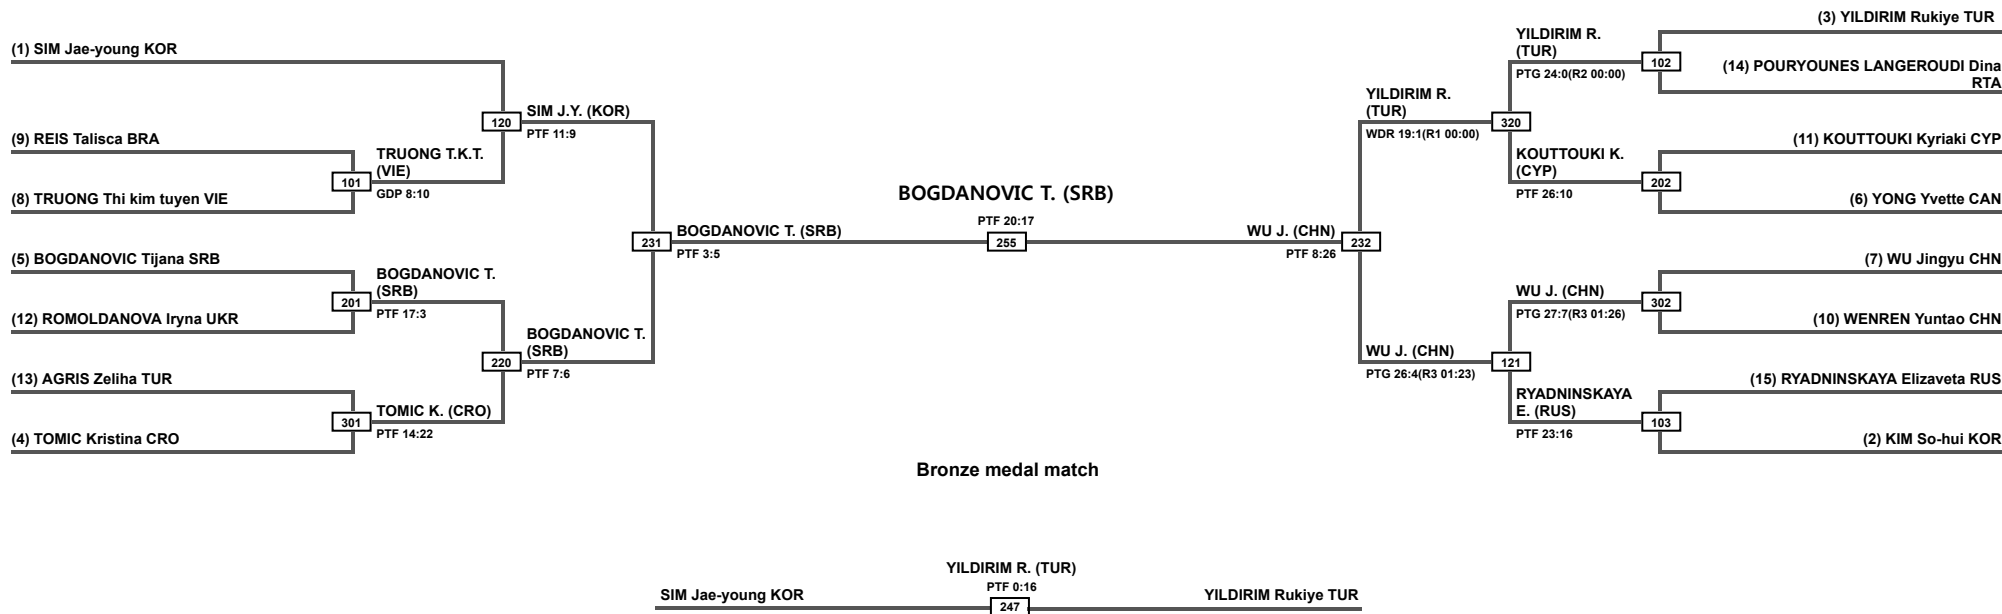 (1) SIM Jae-young KOR
(9) REIS Talisca BRA
(8) TRUONG Thi kim tuyen VIE
(5) BOGDANOVIC Tijana SRB
(12) ROMOLDANOVA Iryna UKR
(13) AGRIS Zeliha TUR
(4) TOMIC Kristina CRO
101
TRUONG T.K.T.
(VIE)
GDP 8:10
201
BOGDANOVIC T.
(SRB)
PTF 17:3
301
TOMIC K. (CRO)
PTF 14:22
120
SIM J.Y. (KOR)
PTF 11:9
220
BOGDANOVIC T.
(SRB)
PTF 7:6
231
BOGDANOVIC T. (SRB)
PTF 3:5
BOGDANOVIC T. (SRB)
PTF 20:17
255
WU J. (CHN)
PTF 8:26
232
YILDIRIM R.
(TUR)
WDR 19:1(R1 00:00)
320
WU J. (CHN)
PTG 26:4(R3 01:23)
121
YILDIRIM R.
(TUR)
PTG 24:0(R2 00:00)
102
KOUTTOUKI K.
(CYP)
PTF 26:10
202
WU J. (CHN)
PTG 27:7(R3 01:26)
302
RYADNINSKAYA
E. (RUS)
PTF 23:16
103
(3) YILDIRIM Rukiye TUR
(14) POURYOUNES LANGEROUDI Dina
RTA
(11) KOUTTOUKI Kyriaki CYP
(6) YONG Yvette CAN
(7) WU Jingyu CHN
(10) WENREN Yuntao CHN
(15) RYADNINSKAYA Elizaveta RUS
(2) KIM So-hui KOR
Bronze medal match
YILDIRIM R. (TUR)
PTF 0:16
SIM Jae-young KOR
247
YILDIRIM Rukiye TUR